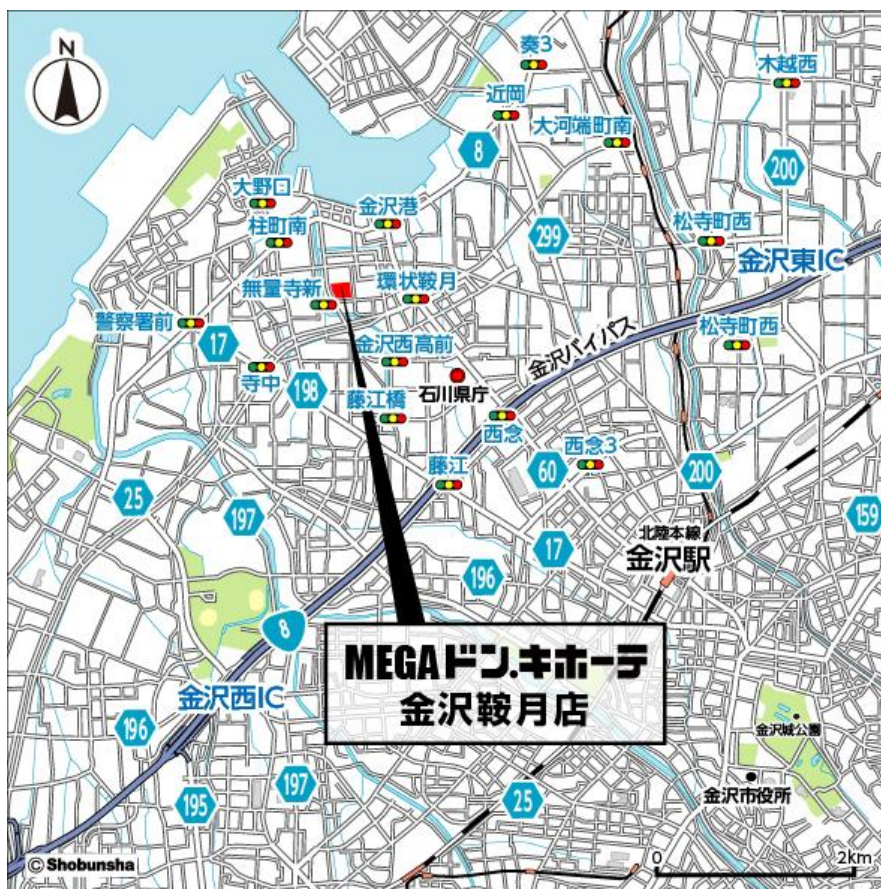 N
湊3
木越西
近岡
大河端町南
8
200
大野口
金沢港
柱町南
299
松寺町西
金沢東IC
環状鞍月
無量寺新
警察署前
17
金沢バイパス
松寺町西
金沢西高前
寺中
198
石川県庁
藤江橋
西念
西念3
藤江
60
200
25
197
159
北陸本線
17
金沢駅
196
8
MEGAドン.キホーテ
金沢鞍月店
金沢西IC
196
金沢城公園
197
195
25
金沢市役所
© Shobunsha
0
2km